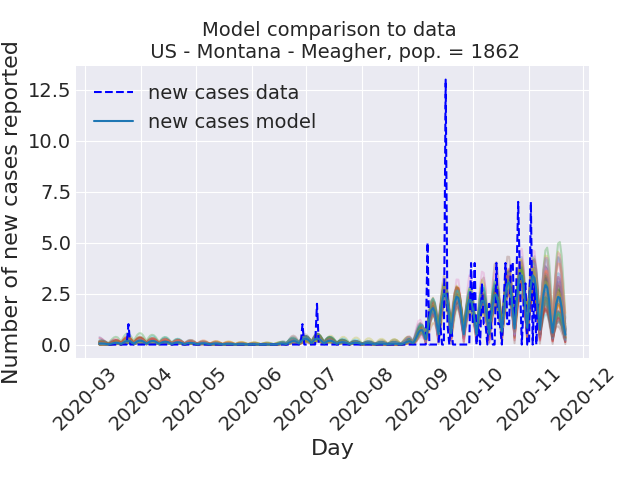 Model comparison to data
US - Montana - Meagher, pop. = 1862
Number of new cases reported
12.5
10.0
7.5
5.0
2.5
0.0
new cases data
new cases model
2020-03
2020-04
2020-05
2020-06
2020-07
2020-08
2020-09
2020-10
2020-11
2020-12
Day